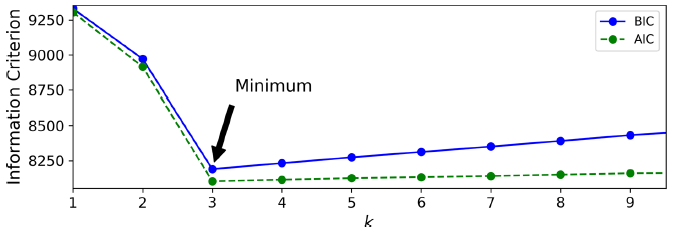 Information Criterion
9250
9000
8750
8500
8250
Minimum
BIC
AIC
1 2 3 4 5 6 7 8 9
k